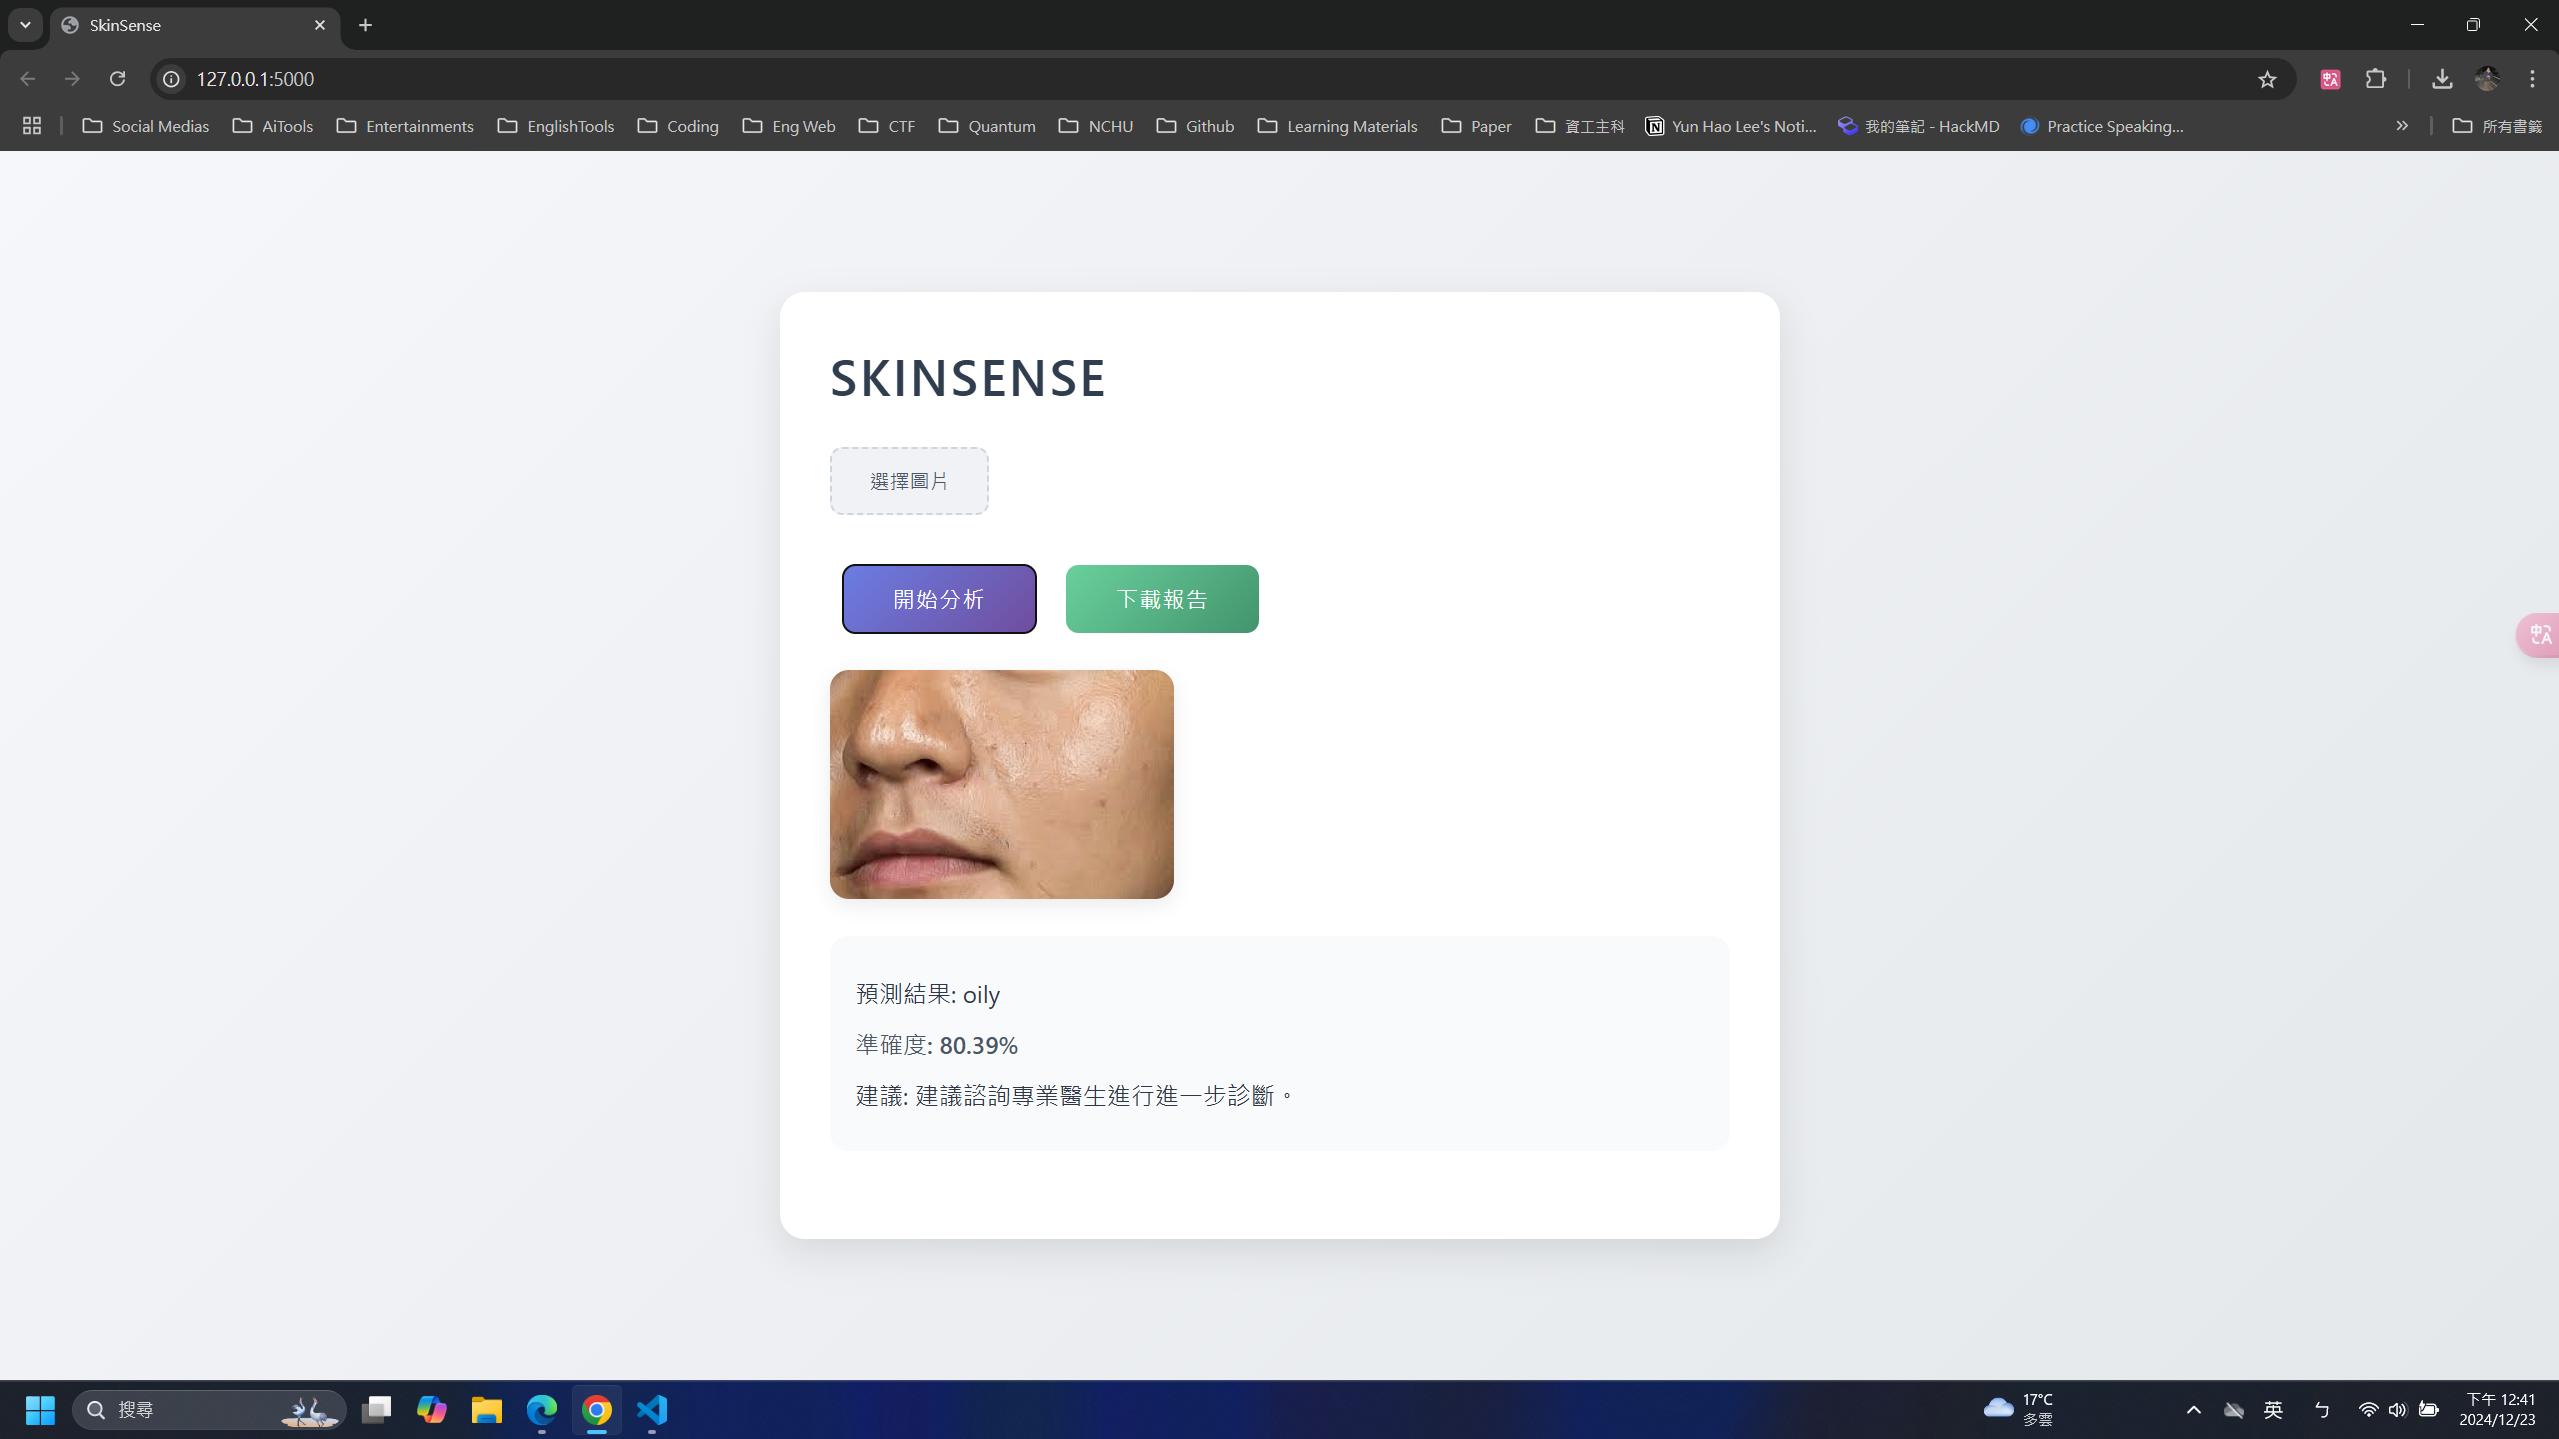 SkinSense
127.0.0.1:5000
Social Medias
AiTools
Entertainments
EnglishTools
Coding
Eng Web
CTF
Quantum
NCHU
Github
Learning Materials
Paper
資工主科
Yun Hao Lee's Noti...
我的筆記 - HackMD
Practice Speaking...
所有書籤
SKINSENSE
選擇圖片
開始分析
下載報告
預測結果: oily
準確度: 80.39%
建議: 建議諮詢專業醫生進行進一步診斷。
搜尋
17°C
多雲
英
ㄅ
下午 12:41
2024/12/23